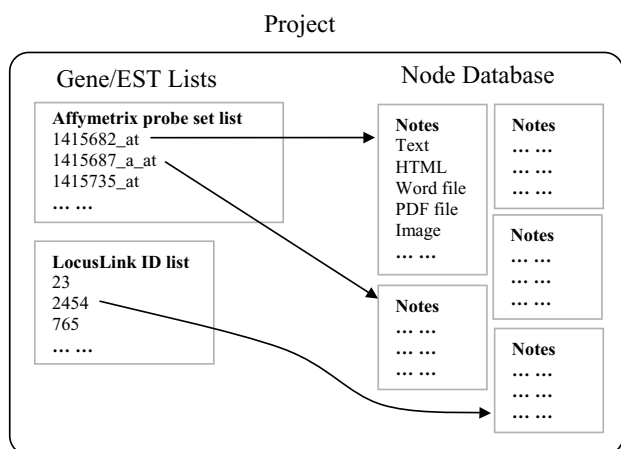 Project
Gene/EST Lists
Affymetrix probe set list
1415682_at
1415687_a_at
1415735_at
... ...
LocusLink ID list
23
2454
765
... ...
Node Database
Notes
Text
HTML
Word file
PDF file
Image
... ...
Notes
... ...
... ...
... ...
Notes
... ...
... ...
... ...
Notes
... ...
... ...
... ...
Notes
... ...
... ...
... ...